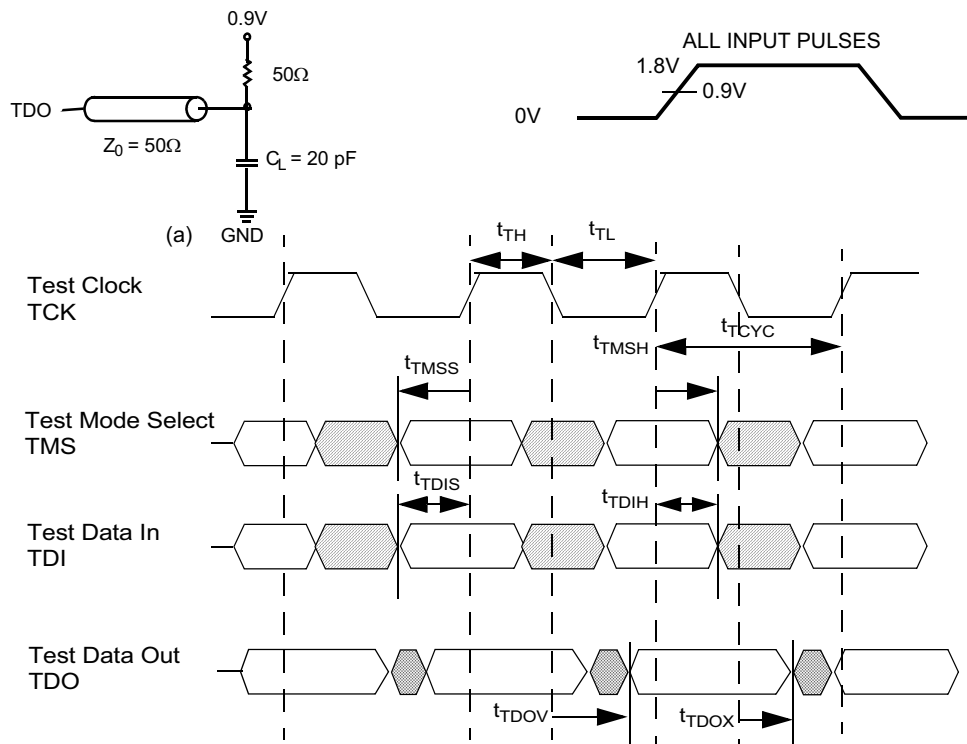 0.9V
50Ω
TDO
Z0 = 50Ω
CL = 20 pF
(a)
GND
ALL INPUT PULSES
1.8V
0.9V
0V
tTH
tTL
Test Clock
TCK
tTCYC
tTMSH
tTMSS
Test Mode Select
TMS
tTDIS
tTDIH
Test Data In
TDI
Test Data Out
TDO
tTDOV
tTDOX